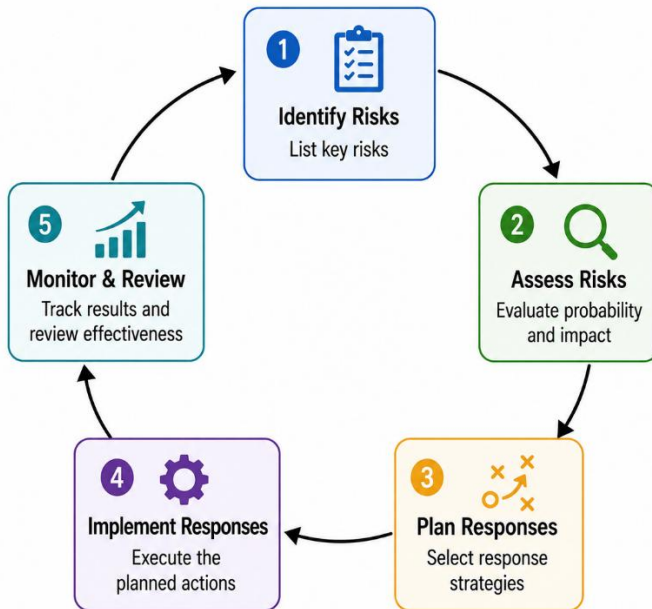 1
Identify Risks
List key risks
2
Assess Risks
Evaluate probability
and impact
3
Plan Responses
Select response
strategies
4
Implement Responses
Execute the
planned actions
5
Monitor & Review
Track results and
review effectiveness